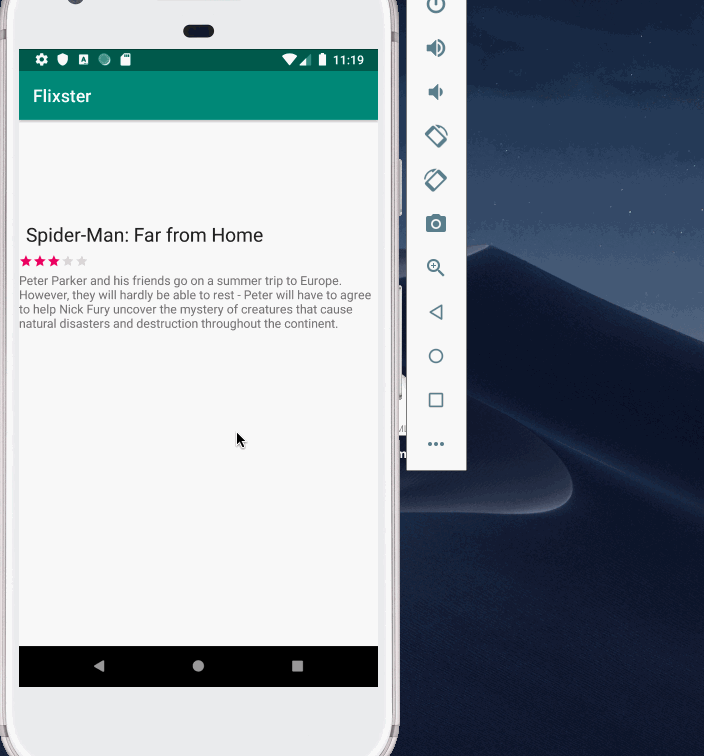 11:19
Flixster
Spider-Man: Far from Home
Peter Parker and his friends go on a summer trip to Europe.
However, they will hardly be able to rest - Peter will have to agree
to help Nick Fury uncover the mystery of creatures that cause
natural disasters and destruction throughout the continent.